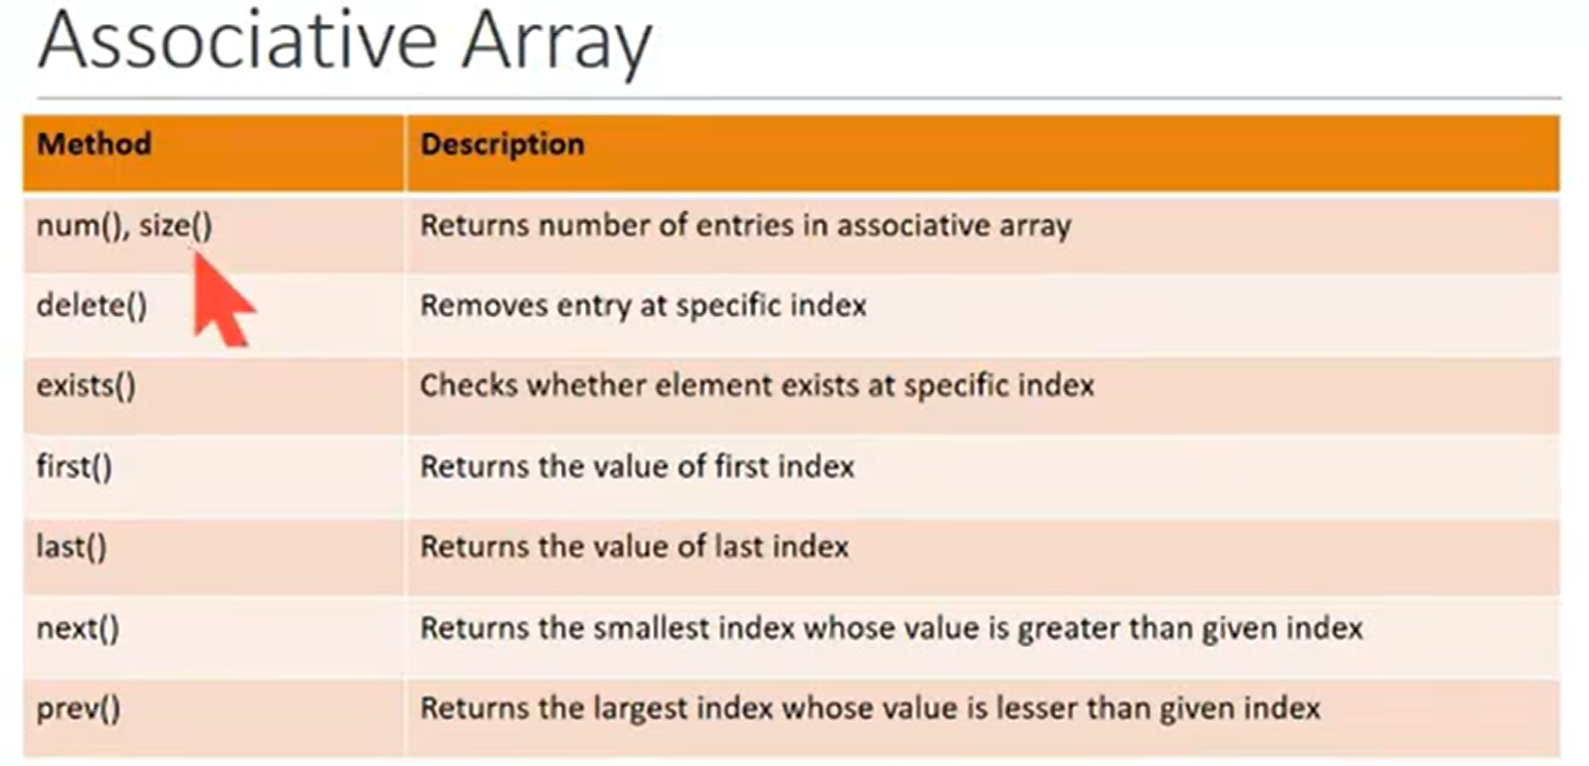 Associative Array
Method Description
num(), size() Returns number of entries in associative array
delete() Removes entry at specific index
exists() Checks whether element exists at specific index
first() Returns the value of first index
last() Returns the value of last index
next() Returns the smallest index whose value is greater than given index
prev() Returns the largest index whose value is lesser than given index